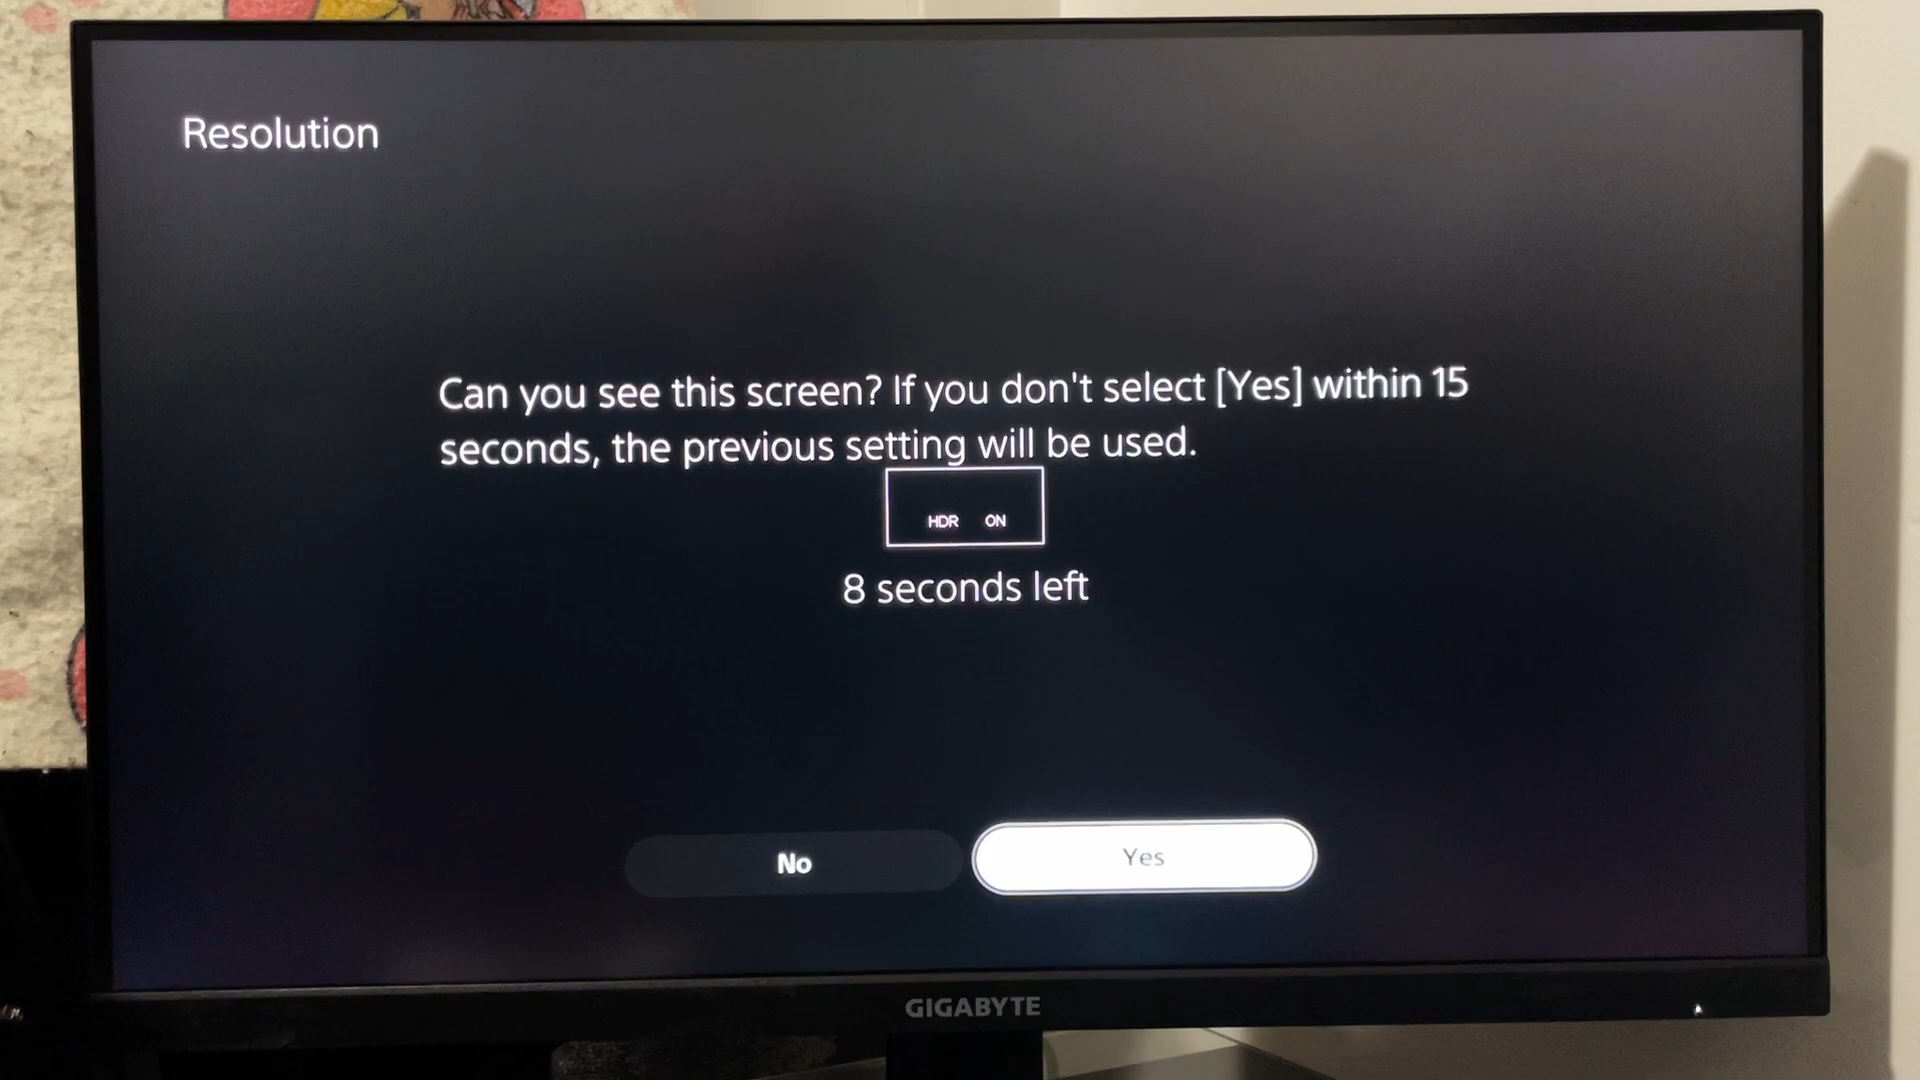 Resolution
Can you see this screen? If you don't select [Yes] within 15
seconds, the previous setting will be used.
HDR ON
8 seconds left
No Yes
GIGABYTE